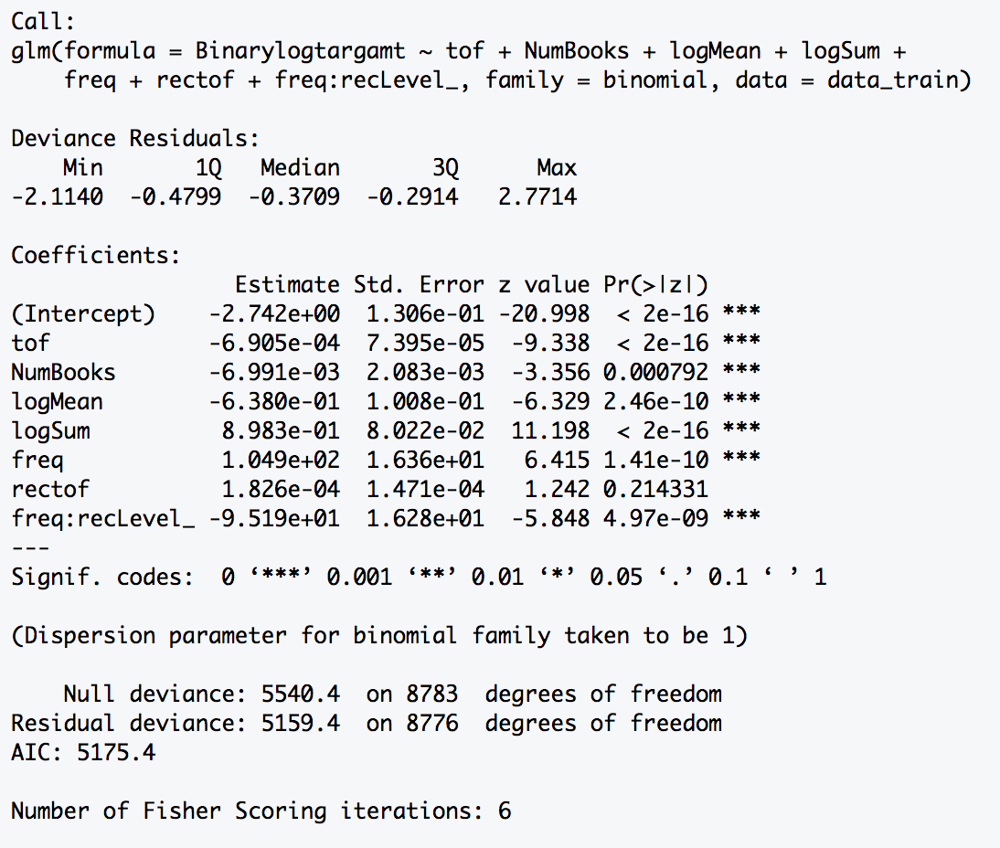 Call:
glm(formula = Binarylogtargamt ~ tof + NumBooks + logMean + logSum +
    freq + rectof + freq:recLevel_, family = binomial, data = data_train)

Deviance Residuals:
    Min       1Q   Median       3Q      Max
-2.1140  -0.4799  -0.3709  -0.2914   2.7714

Coefficients:
                 Estimate Std. Error z value Pr(>|z|)
(Intercept)    -2.742e+00  1.306e-01 -20.998  < 2e-16 ***
tof            -6.905e-04  7.395e-05  -9.338  < 2e-16 ***
NumBooks       -6.991e-03  2.083e-03  -3.356 0.000792 ***
logMean        -6.380e-01  1.008e-01  -6.329 2.46e-10 ***
logSum          8.983e-01  8.022e-02  11.198  < 2e-16 ***
freq            1.049e+02  1.636e+01   6.415 1.41e-10 ***
rectof          1.826e-04  1.471e-04   1.242 0.214331
freq:recLevel_ -9.519e+01  1.628e+01  -5.848 4.97e-09 ***
---
Signif. codes:  0 ‘***’ 0.001 ‘**’ 0.01 ‘*’ 0.05 ‘.’ 0.1 ‘ ’ 1

(Dispersion parameter for binomial family taken to be 1)

    Null deviance: 5540.4  on 8783  degrees of freedom
Residual deviance: 5159.4  on 8776  degrees of freedom
AIC: 5175.4

Number of Fisher Scoring iterations: 6